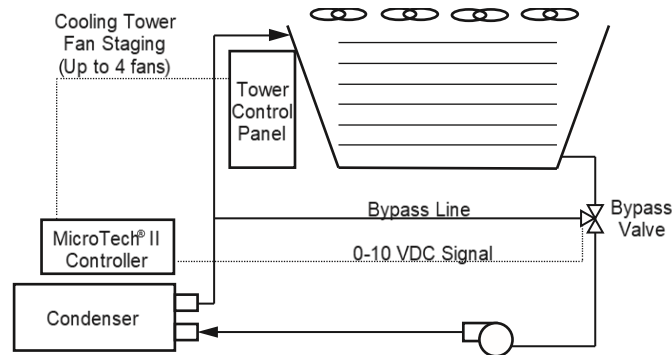 Cooling Tower
Fan Staging
(Up to 4 fans)
Tower
Control
Panel
Bypass Line
Bypass
Valve
MicroTech® II
Controller
0-10 VDC Signal
Condenser